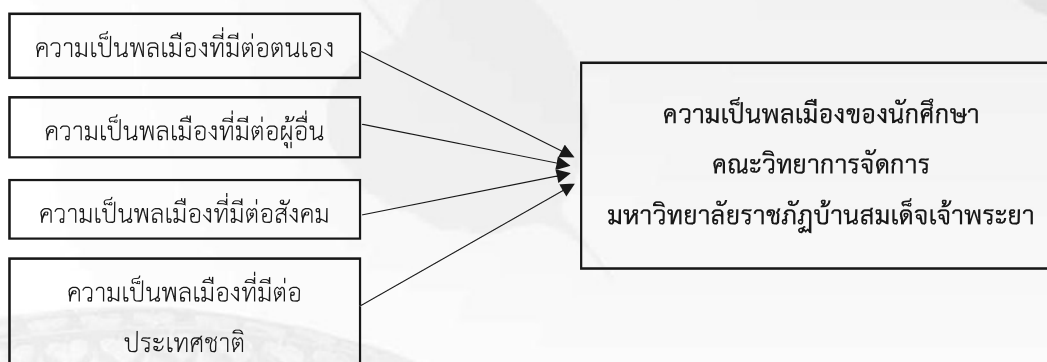 ความเป็นพลเมืองที่มีต่อตนเอง
ความเป็นพลเมืองที่มีต่อผู้อื่น
ความเป็นพลเมืองที่มีต่อสังคม
ความเป็นพลเมืองที่มีต่อ
ประเทศชาติ
ความเป็นพลเมืองของนักศึกษา
คณะวิทยาการจัดการ
มหาวิทยาลัยราชภัฏบ้านสมเด็จเจ้าพระยา